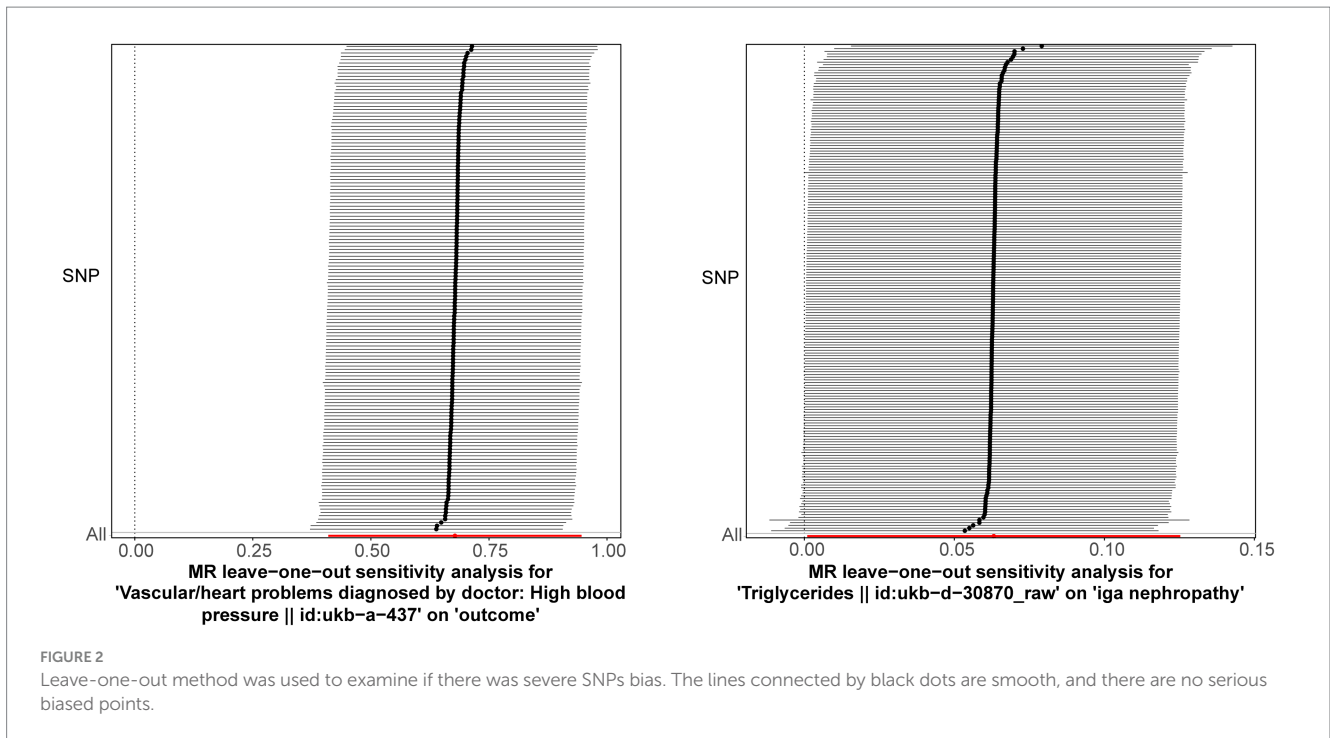 SNP
All
0.00 0.25 0.50 0.75 1.00
MR leave−one−out sensitivity analysis for
'Vascular/heart problems diagnosed by doctor: High blood
pressure || id:ukb−a−437' on 'outcome'
SNP
All
0.00 0.05 0.10 0.15
MR leave−one−out sensitivity analysis for
'Triglycerides || id:ukb−d−30870_raw' on 'iga nephropathy'
FIGURE 2
Leave-one-out method was used to examine if there was severe SNPs bias. The lines connected by black dots are smooth, and there are no serious
biased points.